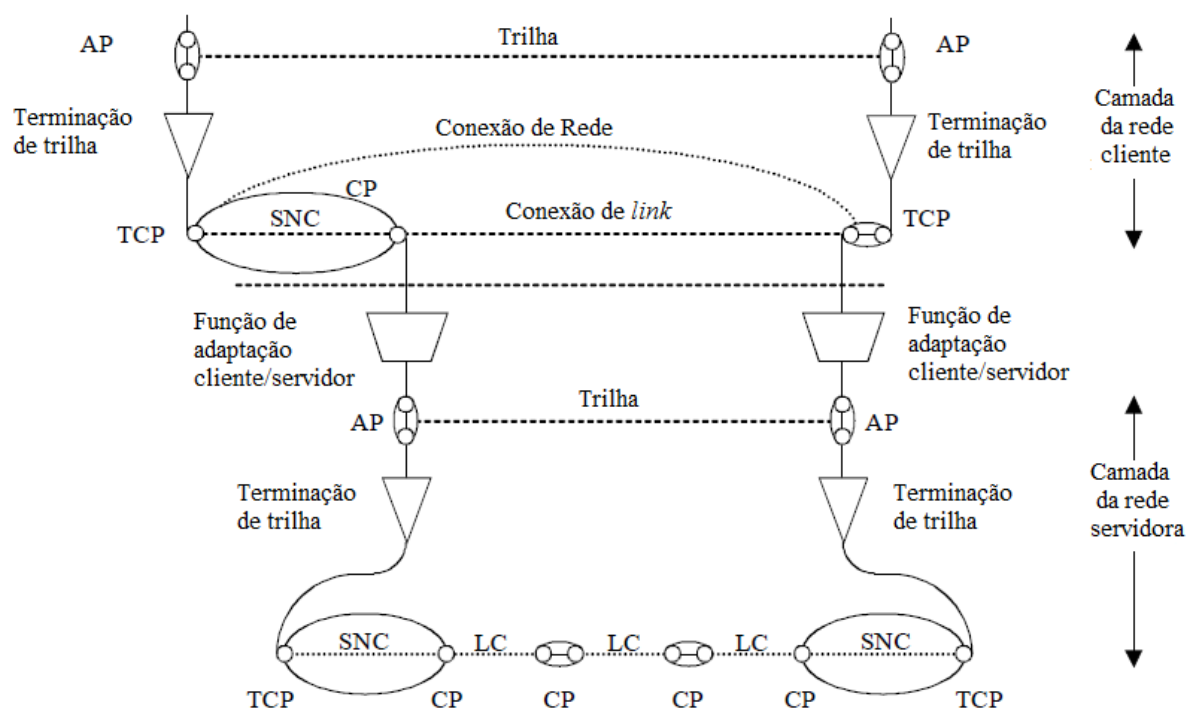 Trilha
AP
AP
Terminação
de trilha
Conexão de Rede
Terminação
de trilha
Camada
da rede
cliente
CP
SNC
Conexão de link
TCP
TCP
Função de
adaptação
cliente/servidor
Função de
adaptação
cliente/servidor
Trilha
AP
AP
Terminação
de trilha
Terminação
de trilha
Camada
da rede
servidora
SNC
LC
LC
LC
SNC
TCP
CP
CP
CP
CP
TCP